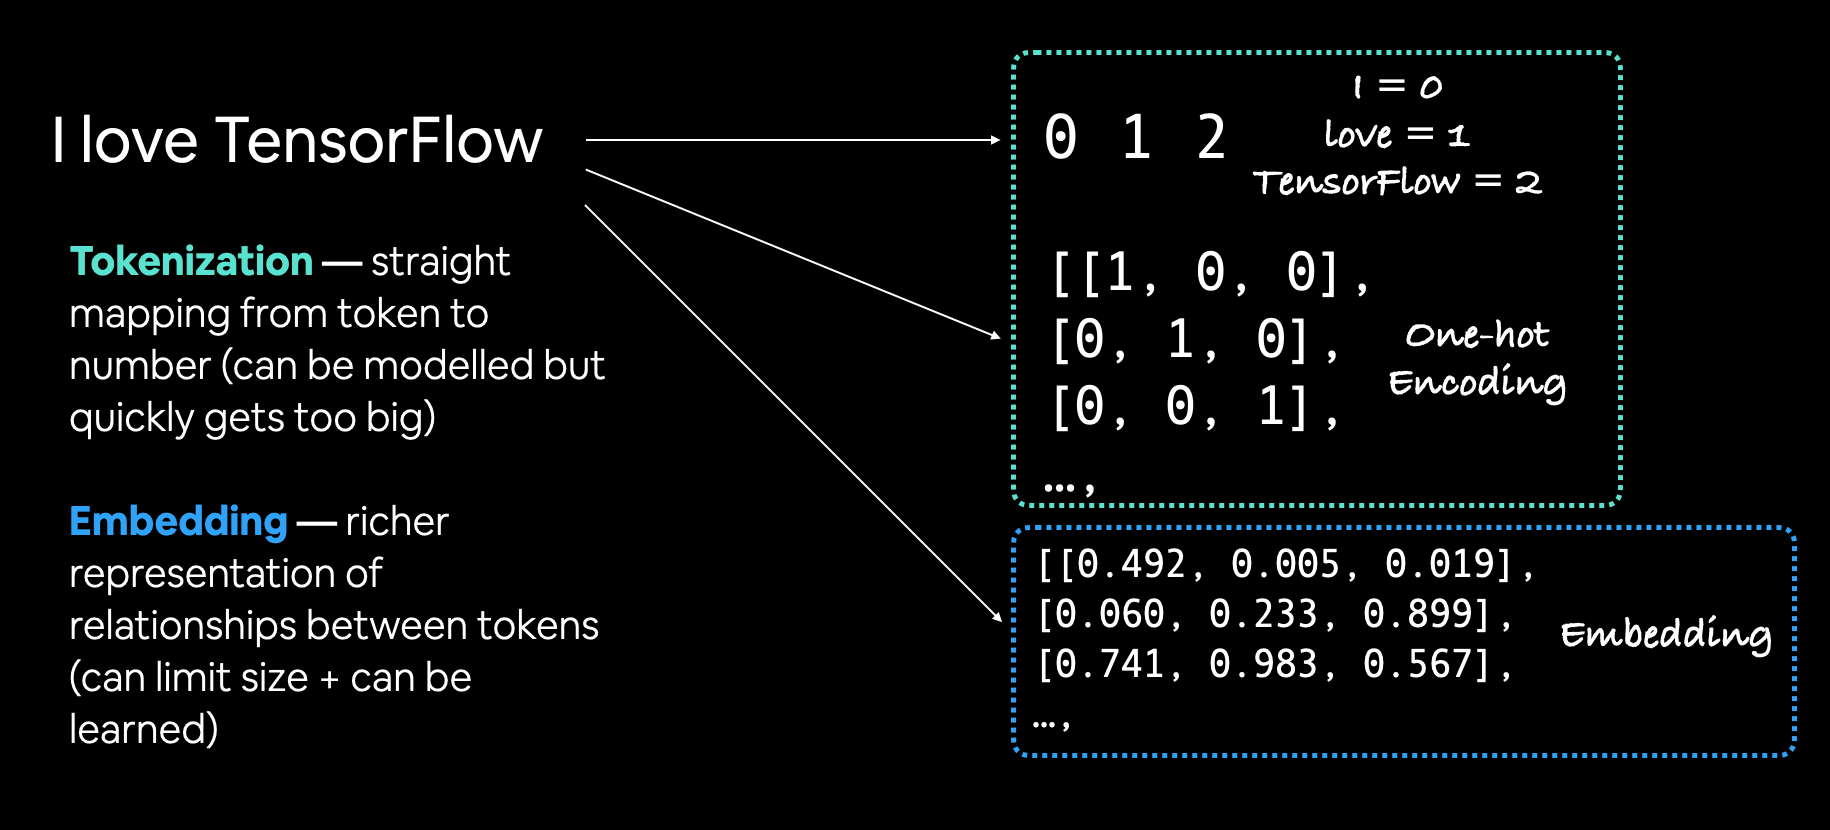 I love TensorFlow
Tokenization — straight
mapping from token to
number (can be modelled but
quickly gets too big)
Embedding — richer
representation of
relationships between tokens
(can limit size + can be
learned)
0 1 2
I = 0
love = 1
TensorFlow = 2
[[1, 0, 0],
[0, 1, 0],
[0, 0, 1],
…,
One-hot
Encoding
[[0.492, 0.005, 0.019],
[0.060, 0.233, 0.899],
[0.741, 0.983, 0.567],
…,
Embedding